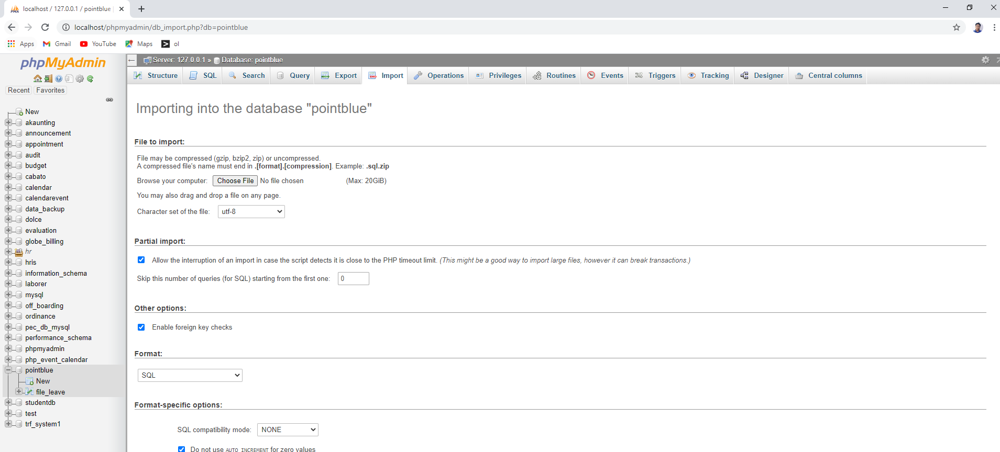 localhost / 127.0.0.1 / pointblue |
localhost/phpmyadmin/db_import.php?db=pointblue
Apps Gmail YouTube Maps ol
phpMyAdmin
Recent Favorites
New
akaunting
announcement
appointment
audit
budget
cabato
calendar
calendarevent
data_backup
dolce
evaluation
globe_billing
hr
hris
information_schema
laborer
mysql
off_boarding
ordinance
pec_db_mysql
performance_schema
phpmyadmin
php_event_calendar
pointblue
New
file_leave
studentdb
test
trf_system1
Server: 127.0.0.1 » Database: pointblue
Structure SQL Search Query Export Import Operations Privileges Routines Events Triggers Tracking Designer Central columns
Importing into the database "pointblue"
File to import:
File may be compressed (gzip, bzip2, zip) or uncompressed.
A compressed file's name must end in .[format].[compression]. Example: .sql.zip
Browse your computer: Choose File No file chosen (Max: 20GiB)
You may also drag and drop a file on any page.
Character set of the file: utf-8
Partial import:
Allow the interruption of an import in case the script detects it is close to the PHP timeout limit. (This might be a good way to import large files, however it can break transactions.)
Skip this number of queries (for SQL) starting from the first one: 0
Other options:
Enable foreign key checks
Format:
SQL
Format-specific options:
SQL compatibility mode: NONE
Do not use AUTO_INCREMENT for zero values